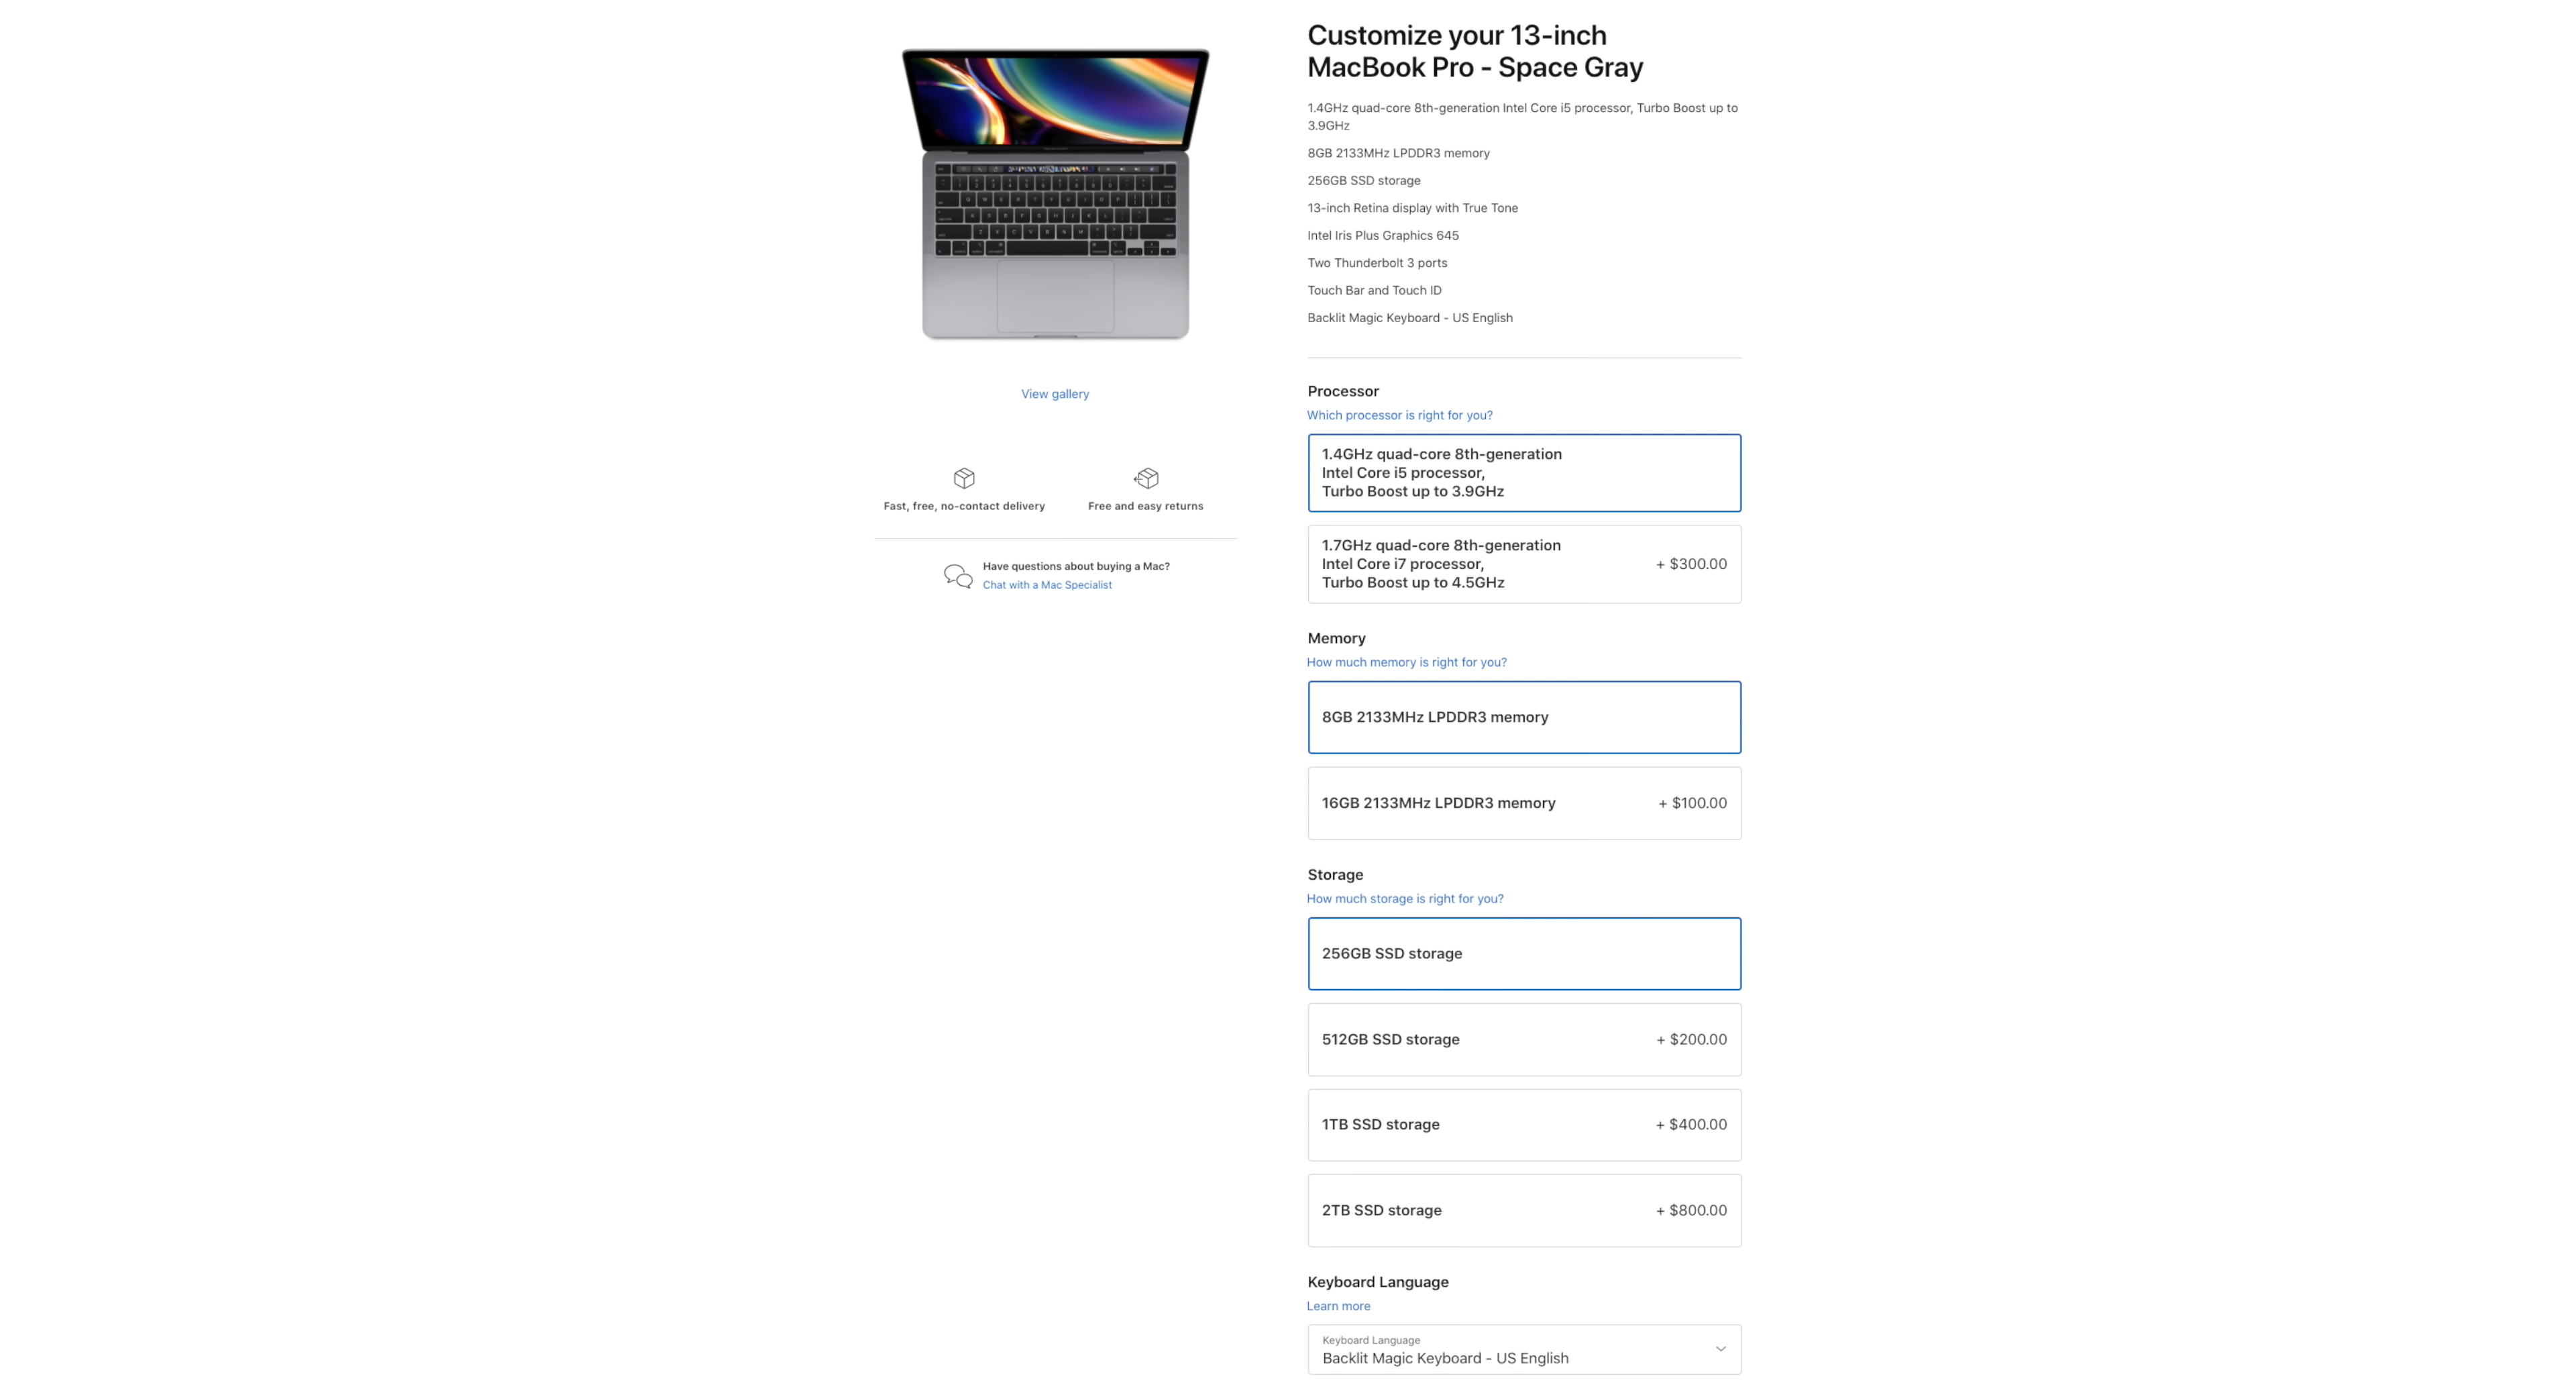 Customize your 13-inch
MacBook Pro - Space Gray
1.4GHz quad-core 8th-generation Intel Core i5 processor, Turbo Boost up to
3.9GHz
8GB 2133MHz LPDDR3 memory
256GB SSD storage
13-inch Retina display with True Tone
Intel Iris Plus Graphics 645
Two Thunderbolt 3 ports
Touch Bar and Touch ID
Backlit Magic Keyboard - US English
View gallery
Fast, free, no-contact delivery
Free and easy returns
Have questions about buying a Mac?
Chat with a Mac Specialist
Processor
Which processor is right for you?
1.4GHz quad-core 8th-generation
Intel Core i5 processor,
Turbo Boost up to 3.9GHz
1.7GHz quad-core 8th-generation
Intel Core i7 processor,
Turbo Boost up to 4.5GHz
+ $300.00
Memory
How much memory is right for you?
8GB 2133MHz LPDDR3 memory
16GB 2133MHz LPDDR3 memory + $100.00
Storage
How much storage is right for you?
256GB SSD storage
512GB SSD storage + $200.00
1TB SSD storage + $400.00
2TB SSD storage + $800.00
Keyboard Language
Learn more
Keyboard Language
Backlit Magic Keyboard - US English